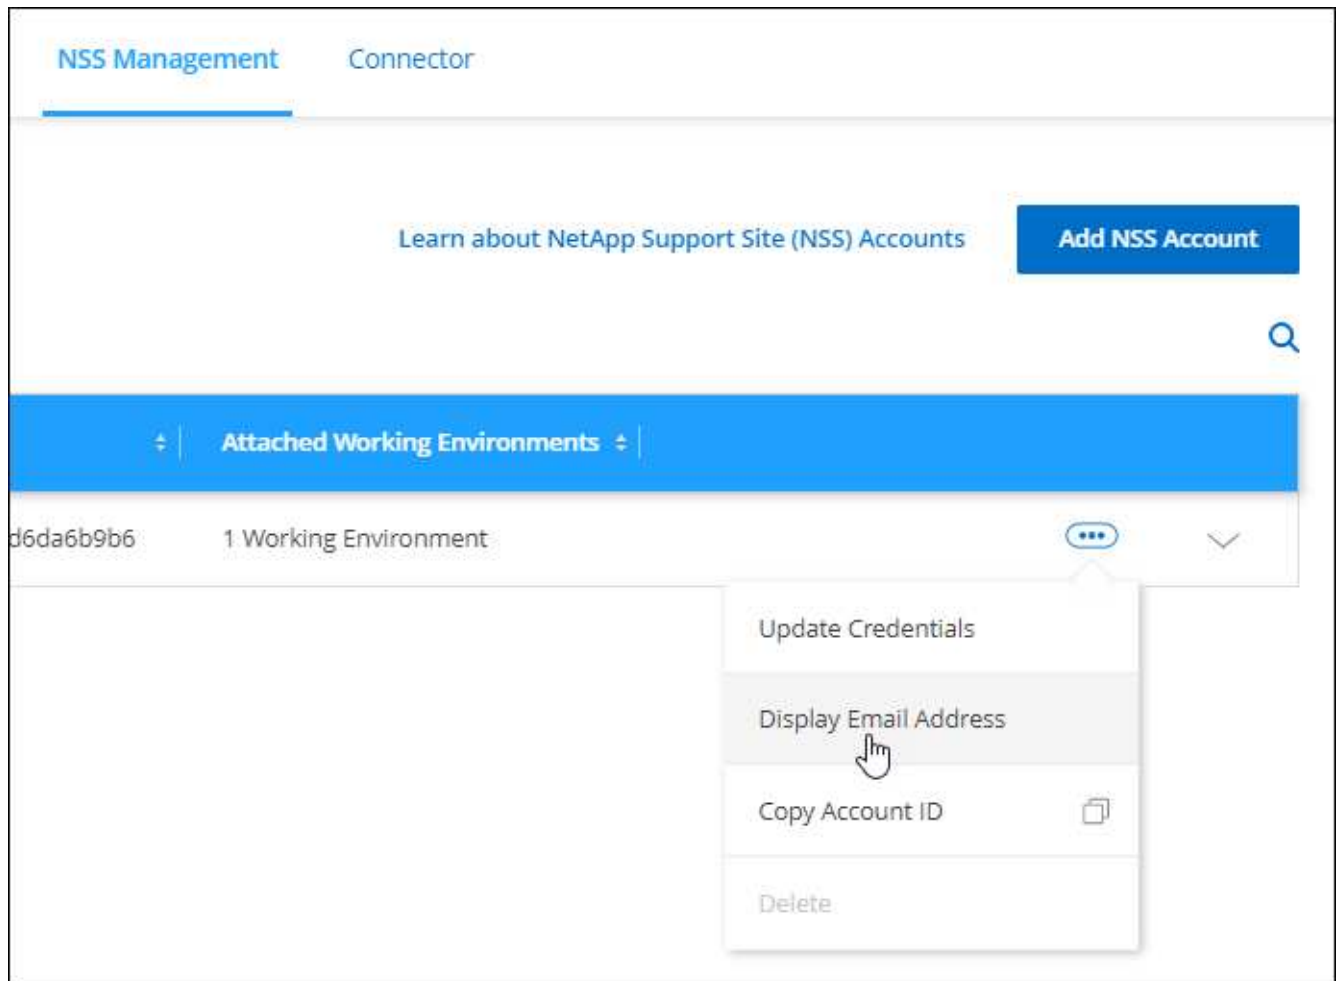 NSS Management Connector
Learn about NetApp Support Site (NSS) Accounts Add NSS Account
Attached Working Environments
d6da6b9b6 1 Working Environment
Update Credentials
Display Email Address
Copy Account ID
Delete